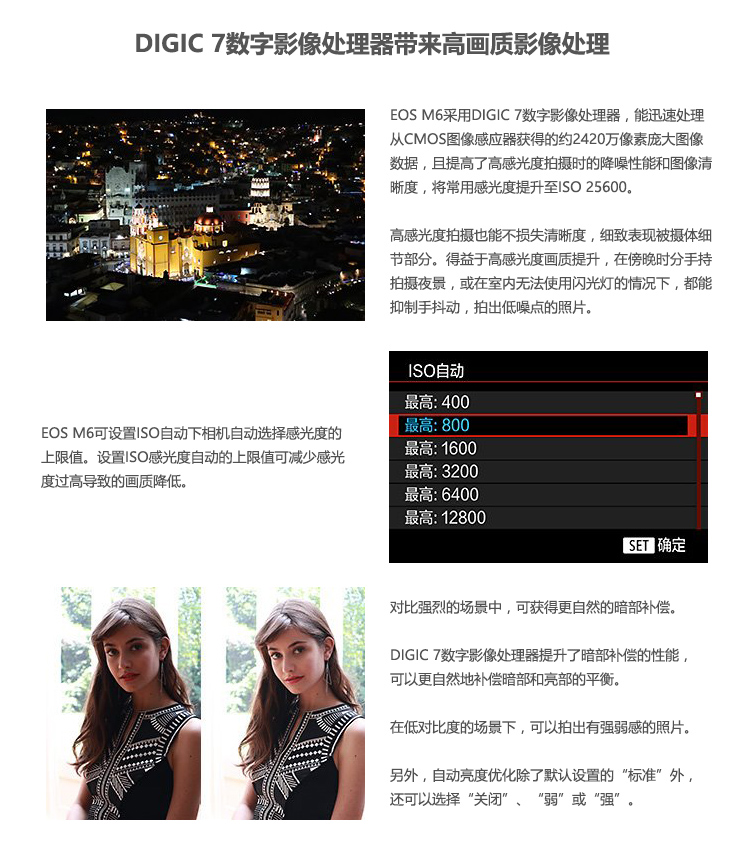 DIGIC 7数字影像处理器带来高画质影像处理
EOS M6采用DIGIC 7数字影像处理器，能迅速处理
从CMOS图像感应器获得的约2420万像素庞大图像
数据，且提高了高感光度拍摄时的降噪性能和图像清
晰度，将常用感光度提升至ISO 25600。
高感光度拍摄也能不损失清晰度，细致表现被摄体细
节部分。得益于高感光度画质提升，在傍晚时分手持
拍摄夜景，或在室内无法使用闪光灯的情况下，都能
抑制手抖动，拍出低噪点的照片。
EOS M6可设置ISO自动下相机自动选择感光度的
上限值。设置ISO感光度自动的上限值可减少感光
度过高导致的画质降低。
ISO自动
最高: 400
最高: 800
最高: 1600
最高: 3200
最高: 6400
最高: 12800
SET 确定
对比强烈的场景中，可获得更自然的暗部补偿。
DIGIC 7数字影像处理器提升了暗部补偿的性能，
可以更自然地补偿暗部和亮部的平衡。
在低对比度的场景下，可以拍出有强弱感的照片。
另外，自动亮度优化除了默认设置的“标准”外，
还可以选择“关闭”、“弱”或“强”。